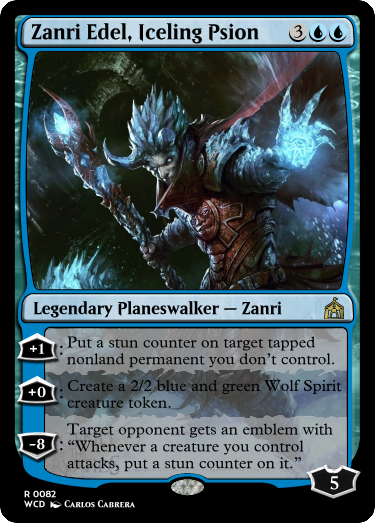 Zanri Edel, Iceling Psion 3
Legendary Planeswalker — Zanri
+1: Put a stun counter on target tapped
nonland permanent you don't control.
+0: Create a 2/2 blue and green Wolf Spirit
creature token.
-8: Target opponent gets an emblem with
“Whenever a creature you control
attacks, put a stun counter on it.”
5
R 0082
WCD CARLOS CABRERA